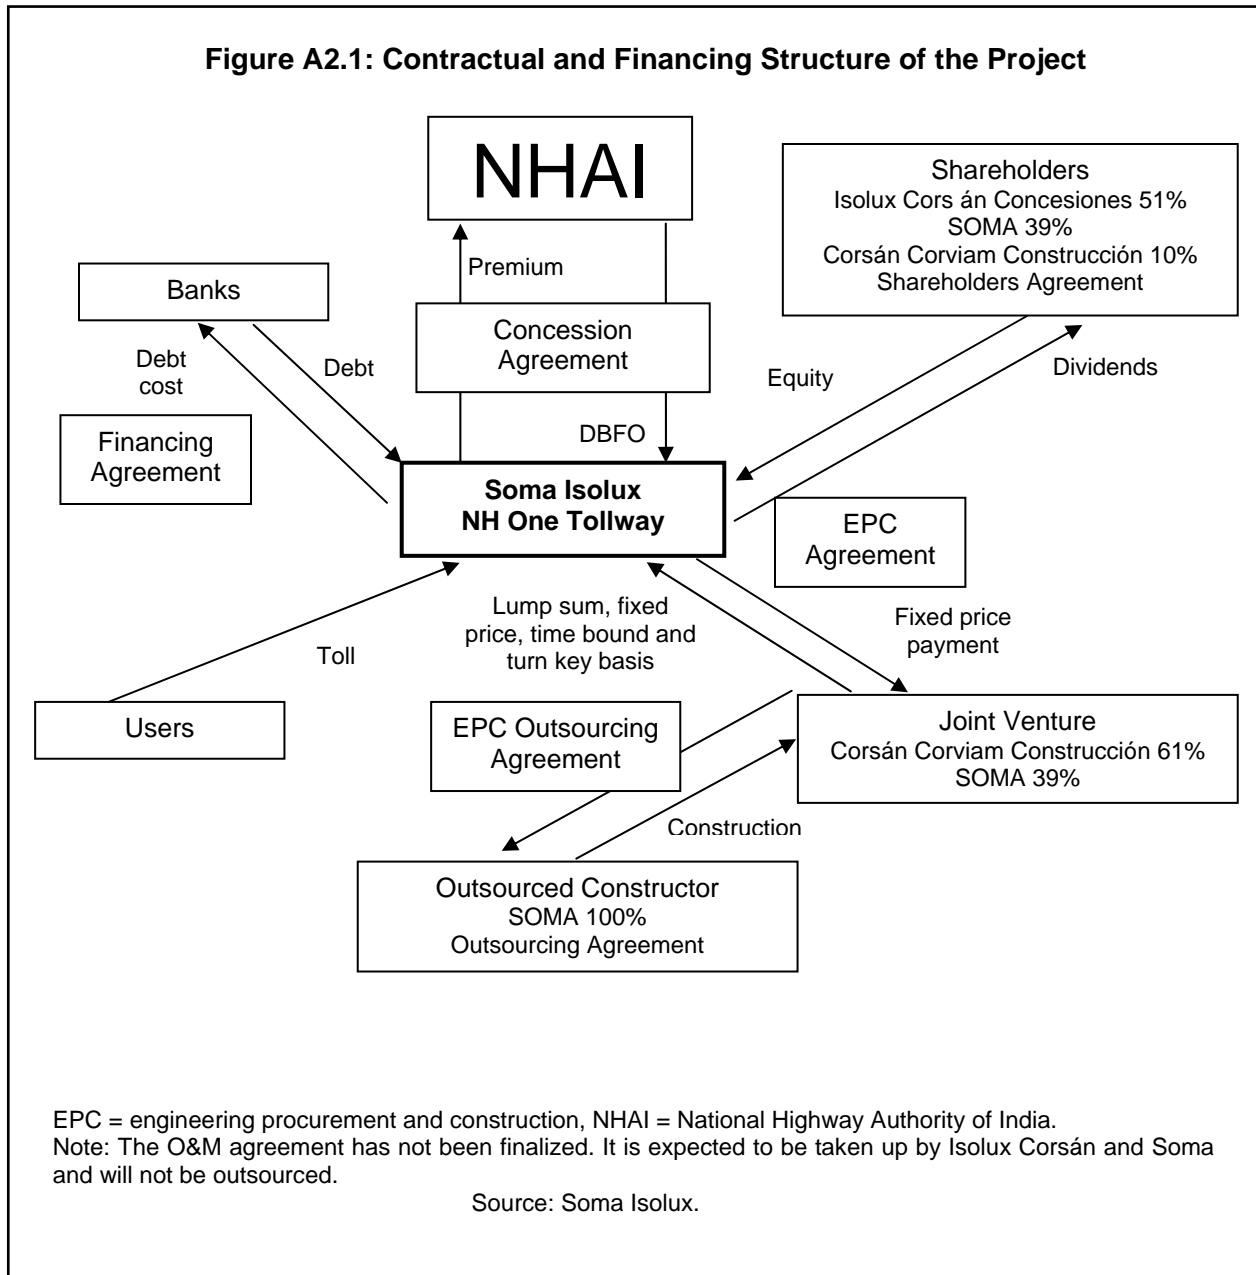 Figure A2.1: Contractual and Financing Structure of the Project
NHAI
Shareholders
Isolux Cors án Concesiones 51%
SOMA 39%
Corsán Corviam Construcción 10%
Shareholders Agreement
Premium
Banks
Concession
Agreement
Debt
cost
Debt
Equity
Dividends
Financing
Agreement
DBFO
Soma Isolux
NH One Tollway
EPC
Agreement
Lump sum, fixed
price, time bound and
turn key basis
Fixed price
payment
Toll
Users
EPC Outsourcing
Agreement
Joint Venture
Corsán Corviam Construcción 61%
SOMA 39%
Construction
Outsourced Constructor
SOMA 100%
Outsourcing Agreement
EPC = engineering procurement and construction, NHAI = National Highway Authority of India.
Note: The O&M agreement has not been finalized. It is expected to be taken up by Isolux Corsán and Soma
and will not be outsourced.
Source: Soma Isolux.